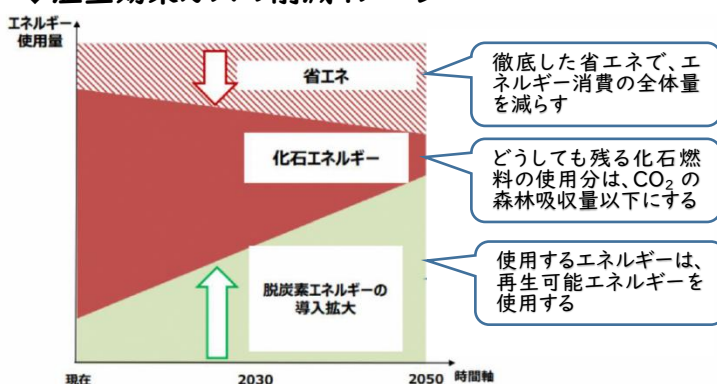 エネルギー
使用量
省エネ
徹底した省エネで、エ
ネルギー消費の全体量
を減らす
化石エネルギー
どうしても残る化石燃
料の使用分は、CO₂の
森林吸収量以下にする
使用するエネルギーは、
再生可能エネルギーを
使用する
脱炭素エネルギーの
導入拡大
現在
2030
2050 時間軸